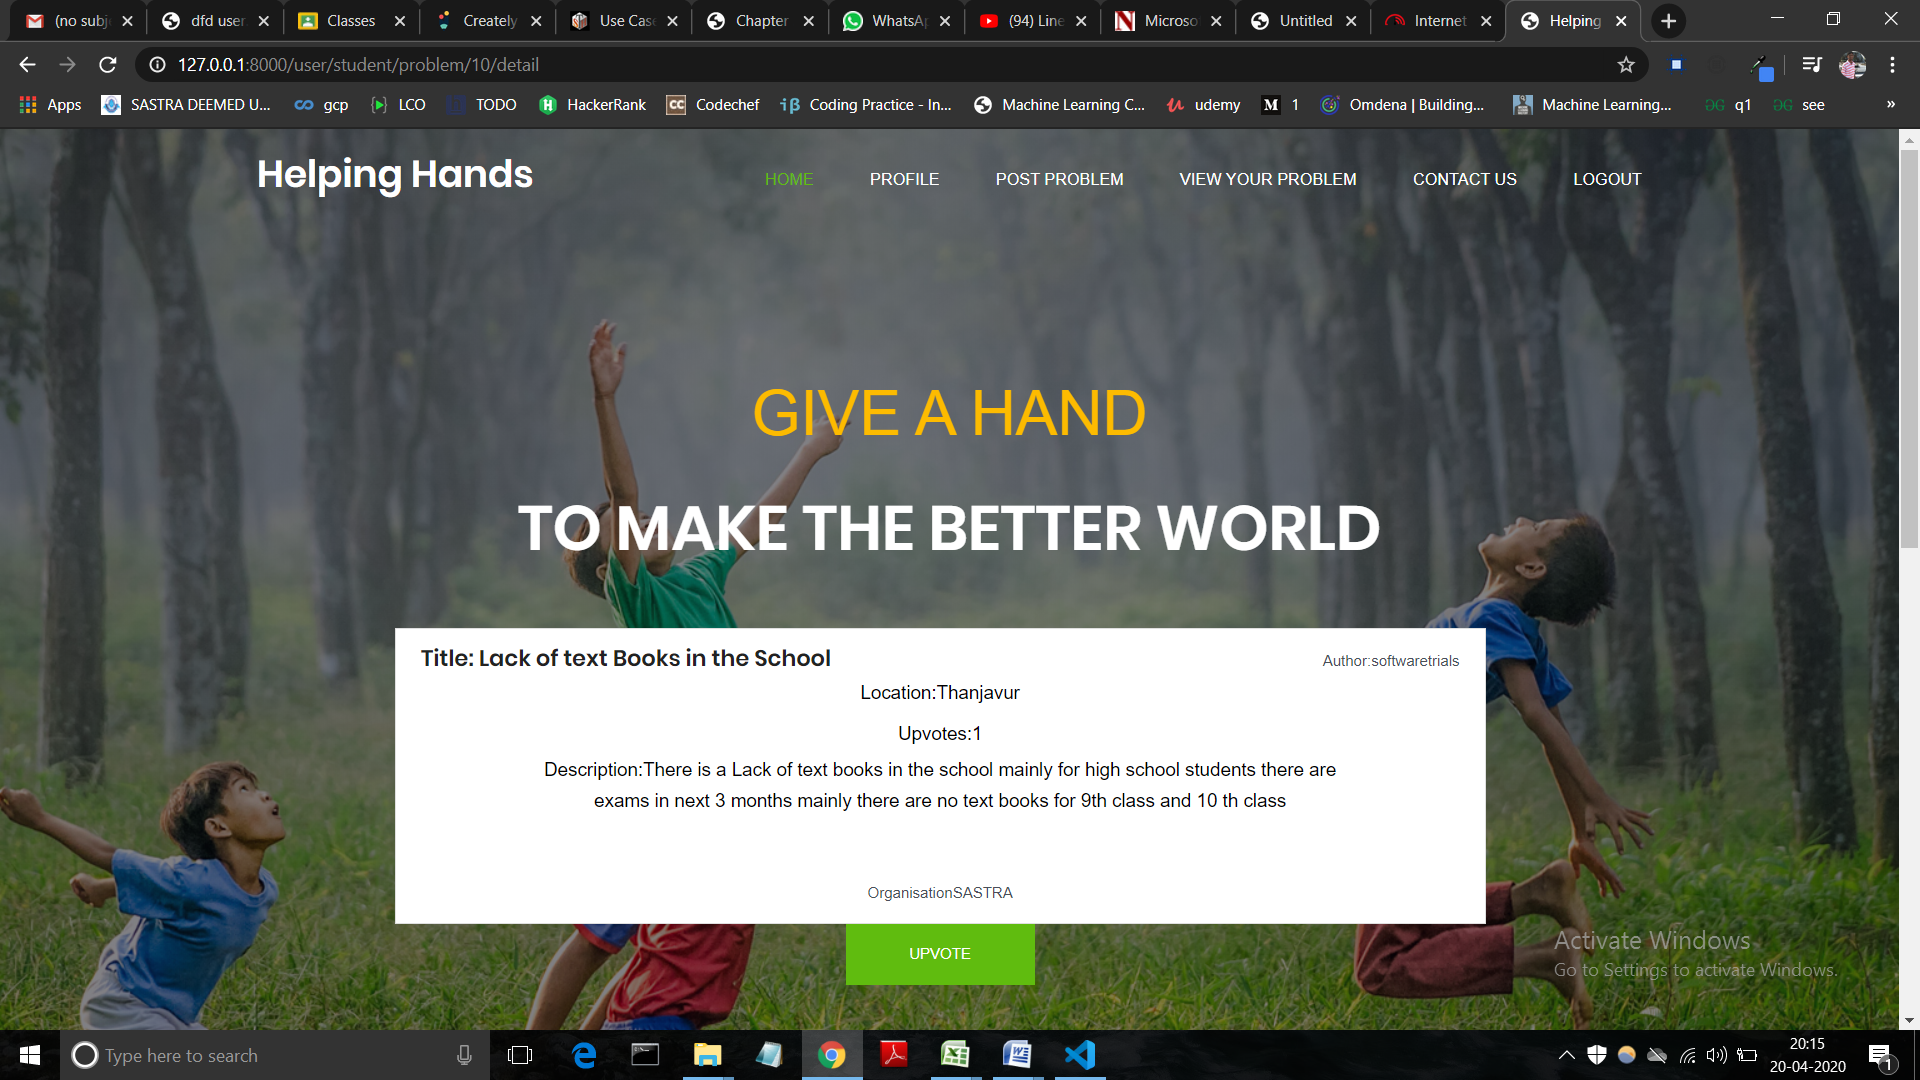 (no subj
dfd user
Classes
Creately
Use Case
Chapter
WhatsAp
(94) Line
Microso
Untitled
Internet
Helping
127.0.0.1:8000/user/student/problem/10/detail
Apps
SASTRA DEEMED U...
gcp
LCO
TODO
HackerRank
Codechef
Coding Practice - In...
Machine Learning C...
udemy
1
Omdena | Building...
Machine Learning...
q1
see
»
Helping Hands
HOME
PROFILE
POST PROBLEM
VIEW YOUR PROBLEM
CONTACT US
LOGOUT
GIVE A HAND
TO MAKE THE BETTER WORLD
Title: Lack of text Books in the School
Author:softwaretrials
Location:Thanjavur
Upvotes:1
Description:There is a Lack of text books in the school mainly for high school students there are
exams in next 3 months mainly there are no text books for 9th class and 10 th class
OrganisationSASTRA
UPVOTE
Activate Windows
Go to Settings to activate Windows.
Type here to search
20:15
20-04-2020
1